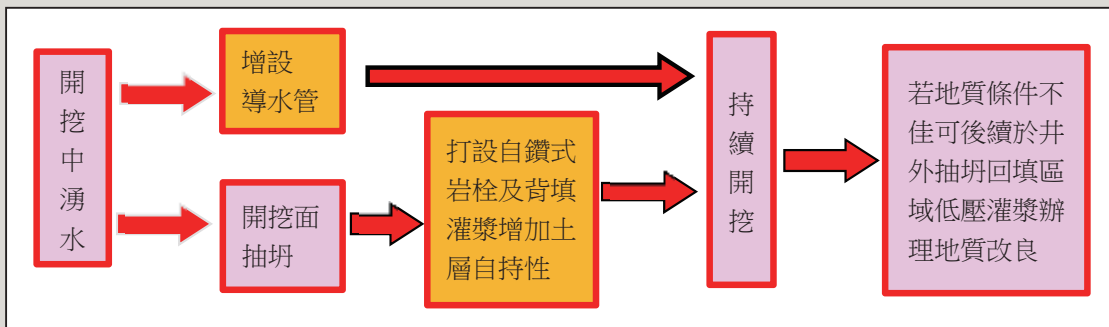 開挖中湧水
增設
導水管
開挖面
抽坍
打設自鑽式
岩栓及背填
灌漿增加土
層自持性
持續開挖
若地質條件不
佳可後續於井
外抽坍回填區
域低壓灌漿辦
理地質改良